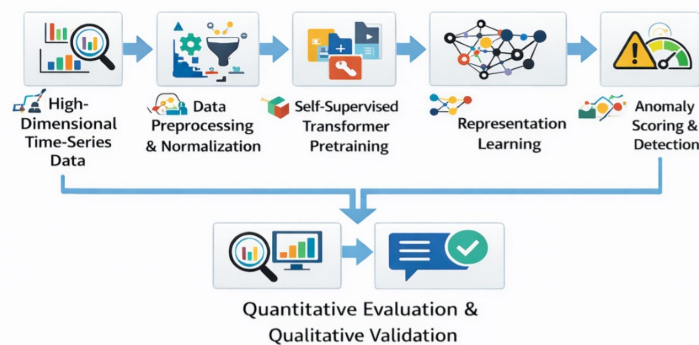 High-
Dimensional
Time-Series
Data
Data
Preprocessing
& Normalization
Self-Supervised
Transformer
Pretraining
Representation
Learning
Anomaly
Scoring &
Detection
Quantitative Evaluation &
Qualitative Validation